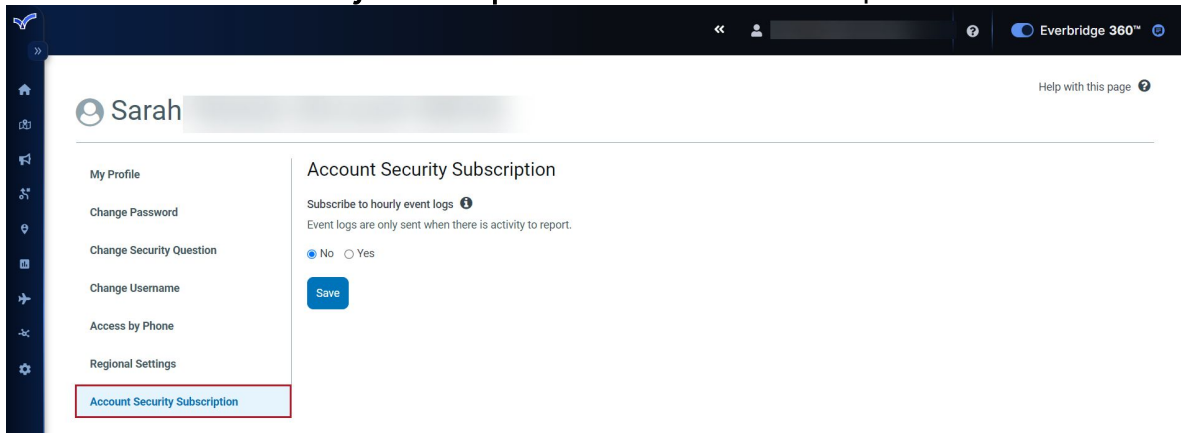 Everbridge 360™
Help with this page
Sarah
My Profile
Change Password
Change Security Question
Change Username
Access by Phone
Regional Settings
Account Security Subscription
Account Security Subscription
Subscribe to hourly event logs
Event logs are only sent when there is activity to report.
No Yes
Save